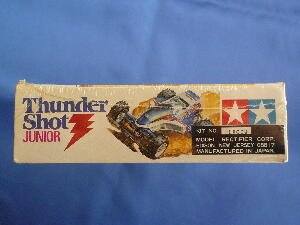 Thunder
Shot
JUNIOR
KIT NO.
MODEL RECTIFIER CORP.
EDISON, NEW JERSEY 08817
MANUFACTURED IN JAPAN.